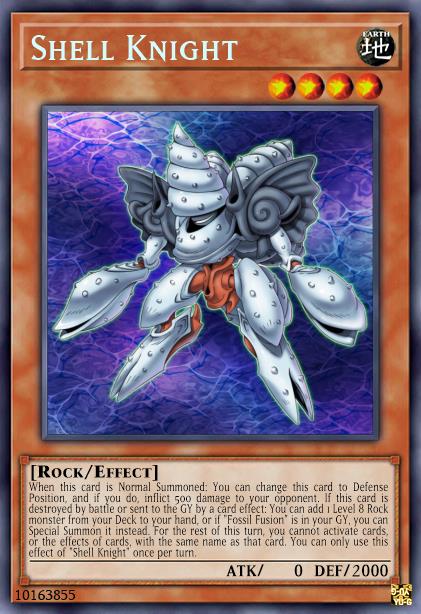 SHELL KNIGHT
EARTH
地
[ROCK/EFFECT]
When this card is Normal Summoned: You can change this card to Defense
Position, and if you do, inflict 500 damage to your opponent. If this card is
destroyed by battle or sent to the GY by a card effect: You can add 1 Level 8 Rock
monster from your Deck to your hand, or if "Fossil Fusion" is in your GY, you can
Special Summon it instead. For the rest of this turn, you cannot activate cards,
or the effects of cards, with the same name as that card. You can only use this
effect of "Shell Knight" once per turn.
ATK/ 0 DEF/2000
10163855